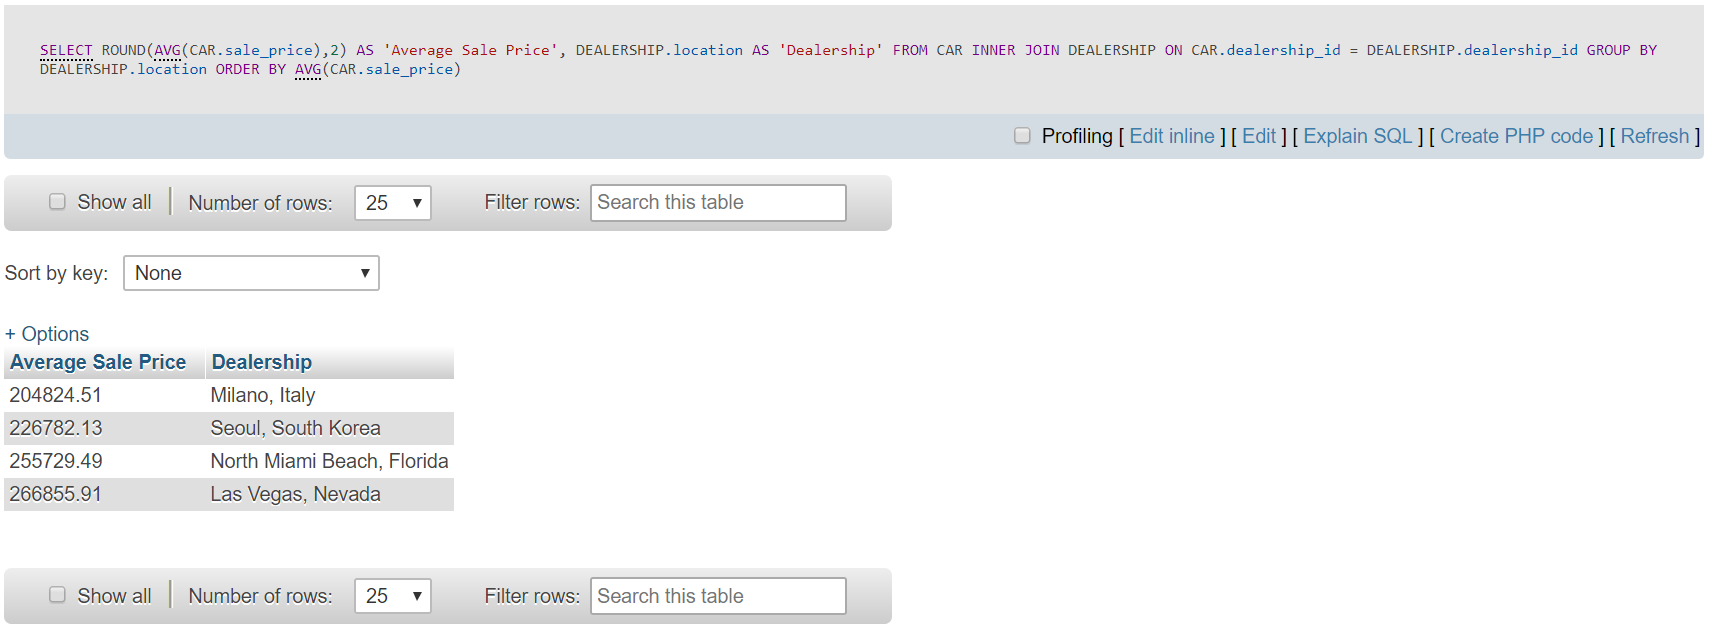 SELECT ROUND(AVG(CAR.sale_price),2) AS 'Average Sale Price', DEALERSHIP.location AS 'Dealership' FROM CAR INNER JOIN DEALERSHIP ON CAR.dealership_id = DEALERSHIP.dealership_id GROUP BY
DEALERSHIP.location ORDER BY AVG(CAR.sale_price)
Profiling [ Edit inline ] [ Edit ] [ Explain SQL ] [ Create PHP code ] [ Refresh ]
Show all Number of rows: 25 Filter rows: Search this table
Sort by key: None
+ Options
Average Sale Price Dealership
204824.51 Milano, Italy
226782.13 Seoul, South Korea
255729.49 North Miami Beach, Florida
266855.91 Las Vegas, Nevada
Show all Number of rows: 25 Filter rows: Search this table